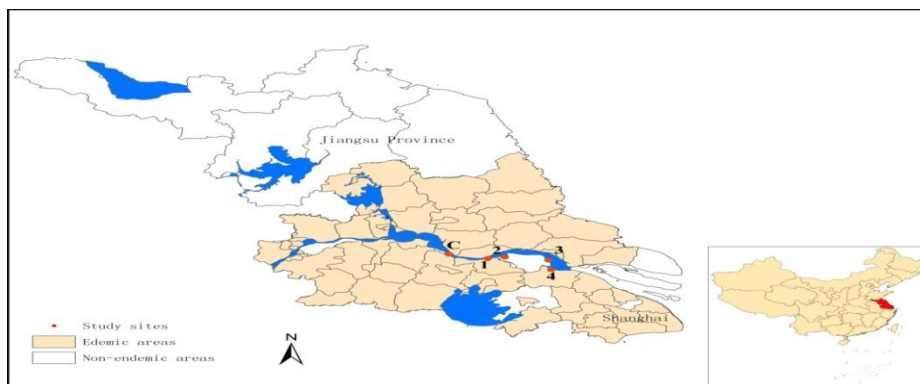 Jiangsu Province
C
2
3
1
4
Shanghai
Study sites
Edemic areas
Non-endemic areas
N